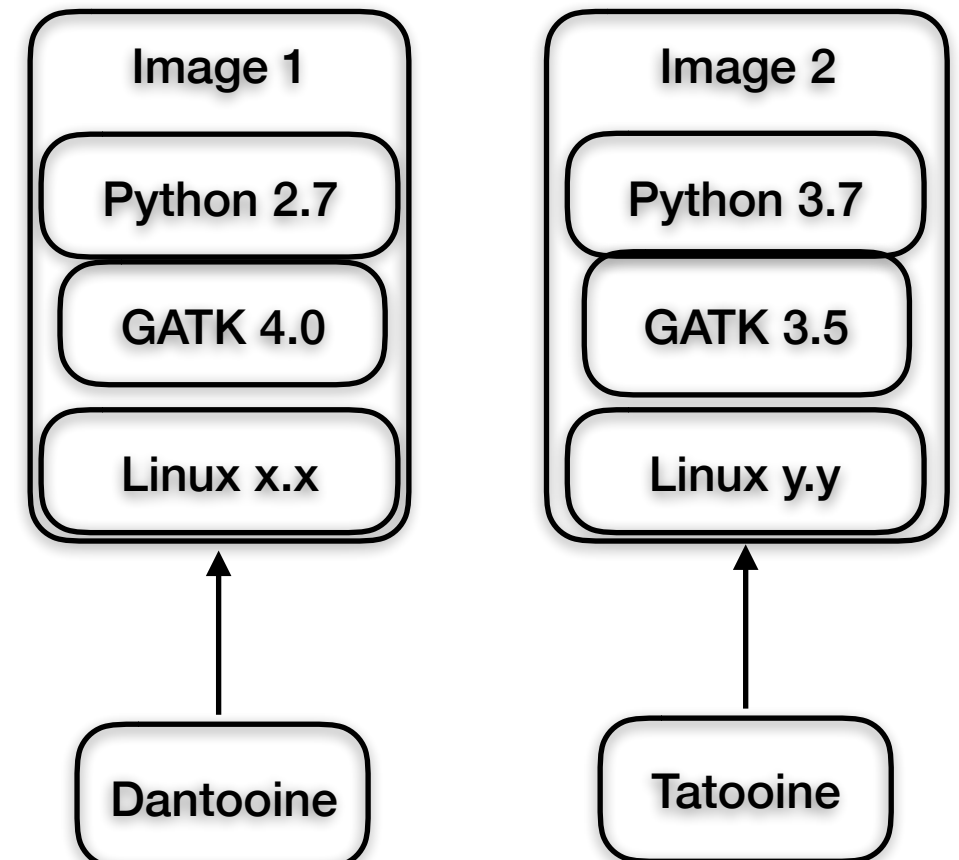 Image 1
Python 2.7
GATK 4.0
Linux x.x
Dantooine
Image 2
Python 3.7
GATK 3.5
Linux y.y
Tatooine